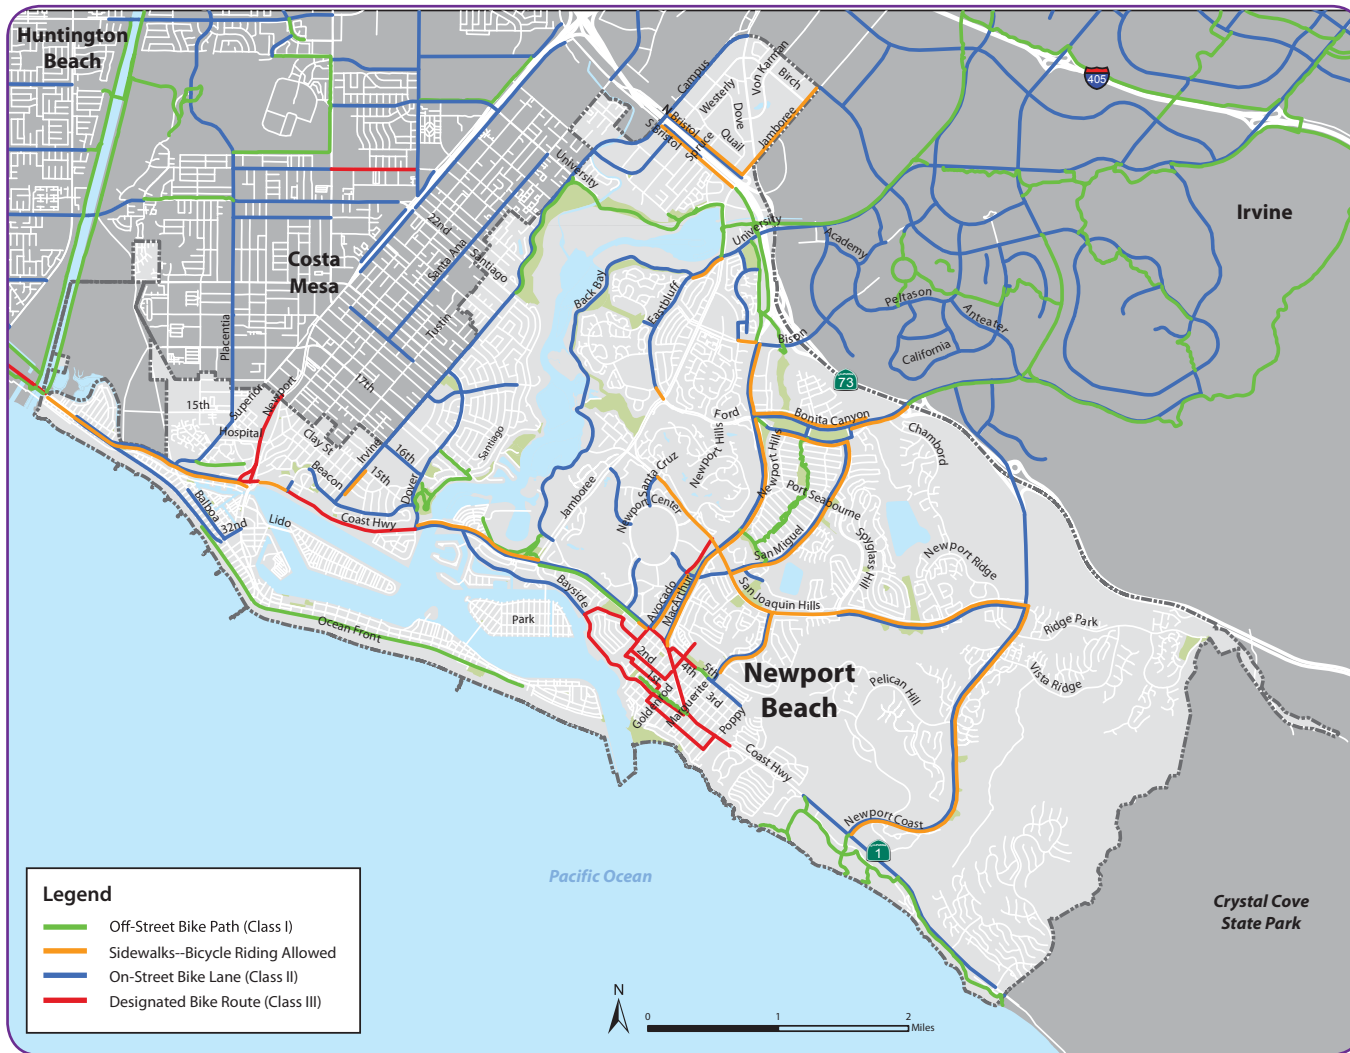 Huntington
Beach
Costa
Mesa
Irvine
Newport
Beach
Crystal Cove
State Park
Pacific Ocean
405
73
1
Campus
Westerly
Von Karman
Birch
Dove
Quail
Jamboree
N Bristol
S Bristol
Spruce
University
University
Academy
Peltason
Anteater
California
Bison
22nd
Santa Ana
Santiago
Tustin
Placentia
17th
Back Bay
Eastbluff
15th
Superior
Newport
Hospital
Clay St
Beacon
Irvine
15th
16th
Dover
Santiago
Ford
Bonita Canyon
Chambord
Newport Hills
Newport Hills
Santa Cruz
Newport Center
Jamboree
Port Seabourne
San Miguel
Spyglass Hill
Newport Ridge
San Joaquin Hills
Ridge Park
Vista Ridge
Pelican Hill
Balboa
32nd
Lido
Coast Hwy
Bayside
Park
Ocean Front
Avocado
MacArthur
2nd
1st
4th
5th
3rd
Goldenrod
Marguerite
Poppy
Coast Hwy
Newport Coast
Legend
Off-Street Bike Path (Class I)
Sidewalks--Bicycle Riding Allowed
On-Street Bike Lane (Class II)
Designated Bike Route (Class III)
N
0 1 2
Miles